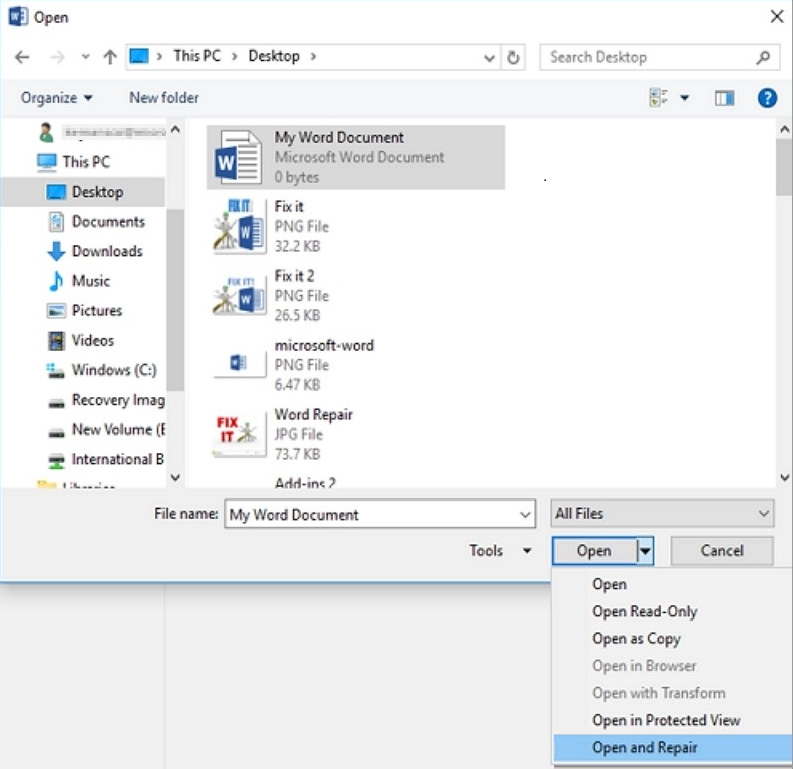 Open
This PC > Desktop >
Search Desktop
Organize
New folder
This PC
Desktop
Documents
Downloads
Music
Pictures
Videos
Windows (C:)
Recovery Imag
New Volume (E
International B
My Word Document
Microsoft Word Document
0 bytes
FIX IT
Fix it
PNG File
32.2 KB
FIX IT!
Fix it 2
PNG File
26.5 KB
microsoft-word
PNG File
6.47 KB
FIX
IT
Word Repair
JPG File
73.7 KB
Add-ins 2
File name:
My Word Document
All Files
Tools
Open
Cancel
Open
Open Read-Only
Open as Copy
Open in Browser
Open with Transform
Open in Protected View
Open and Repair